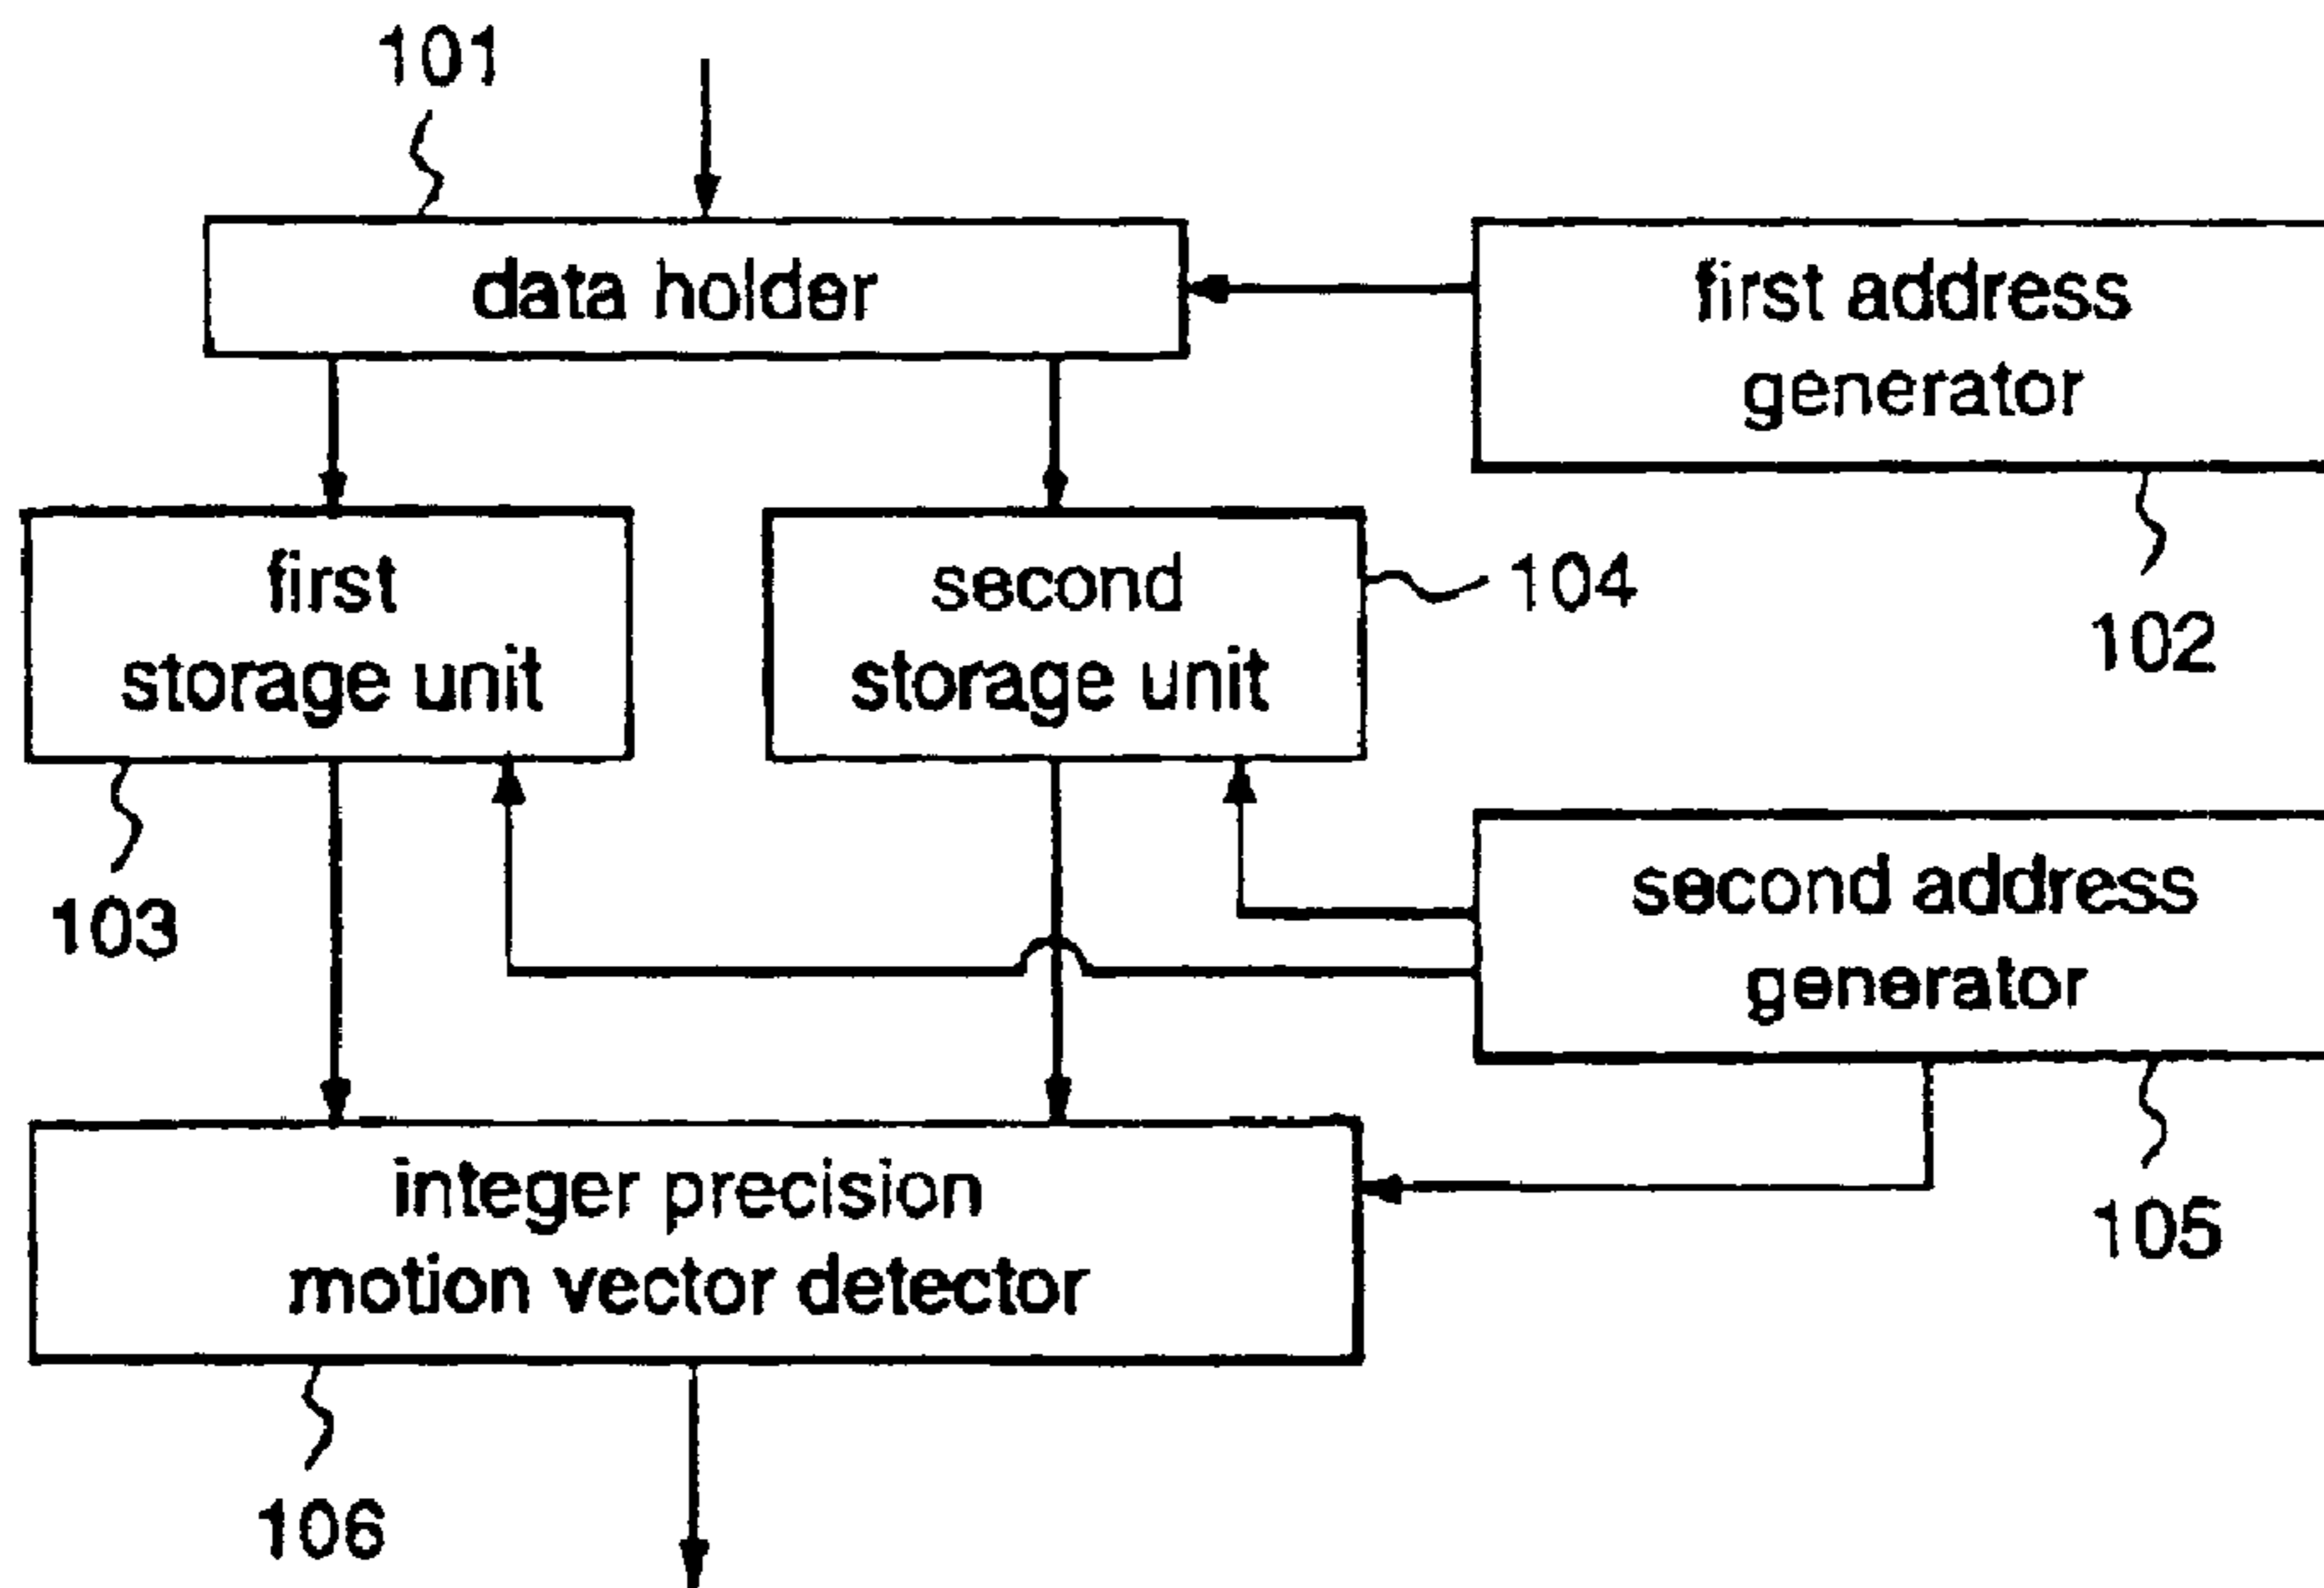 101
data holder
first address
generator
first
storage unit
second
storage unit
104
102
103
second address
generator
integer precision
motion vector detector
105
106